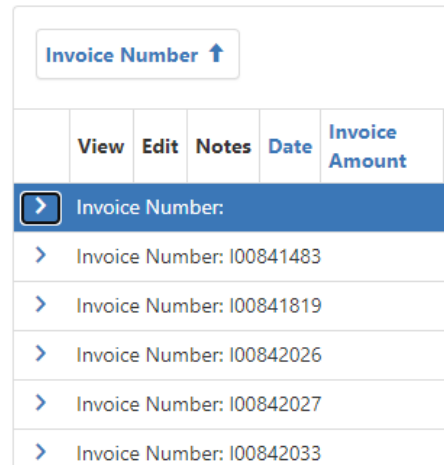 Invoice Number ↑
View Edit Notes Date Invoice Amount
Invoice Number:
Invoice Number: I00841483
Invoice Number: I00841819
Invoice Number: I00842026
Invoice Number: I00842027
Invoice Number: I00842033